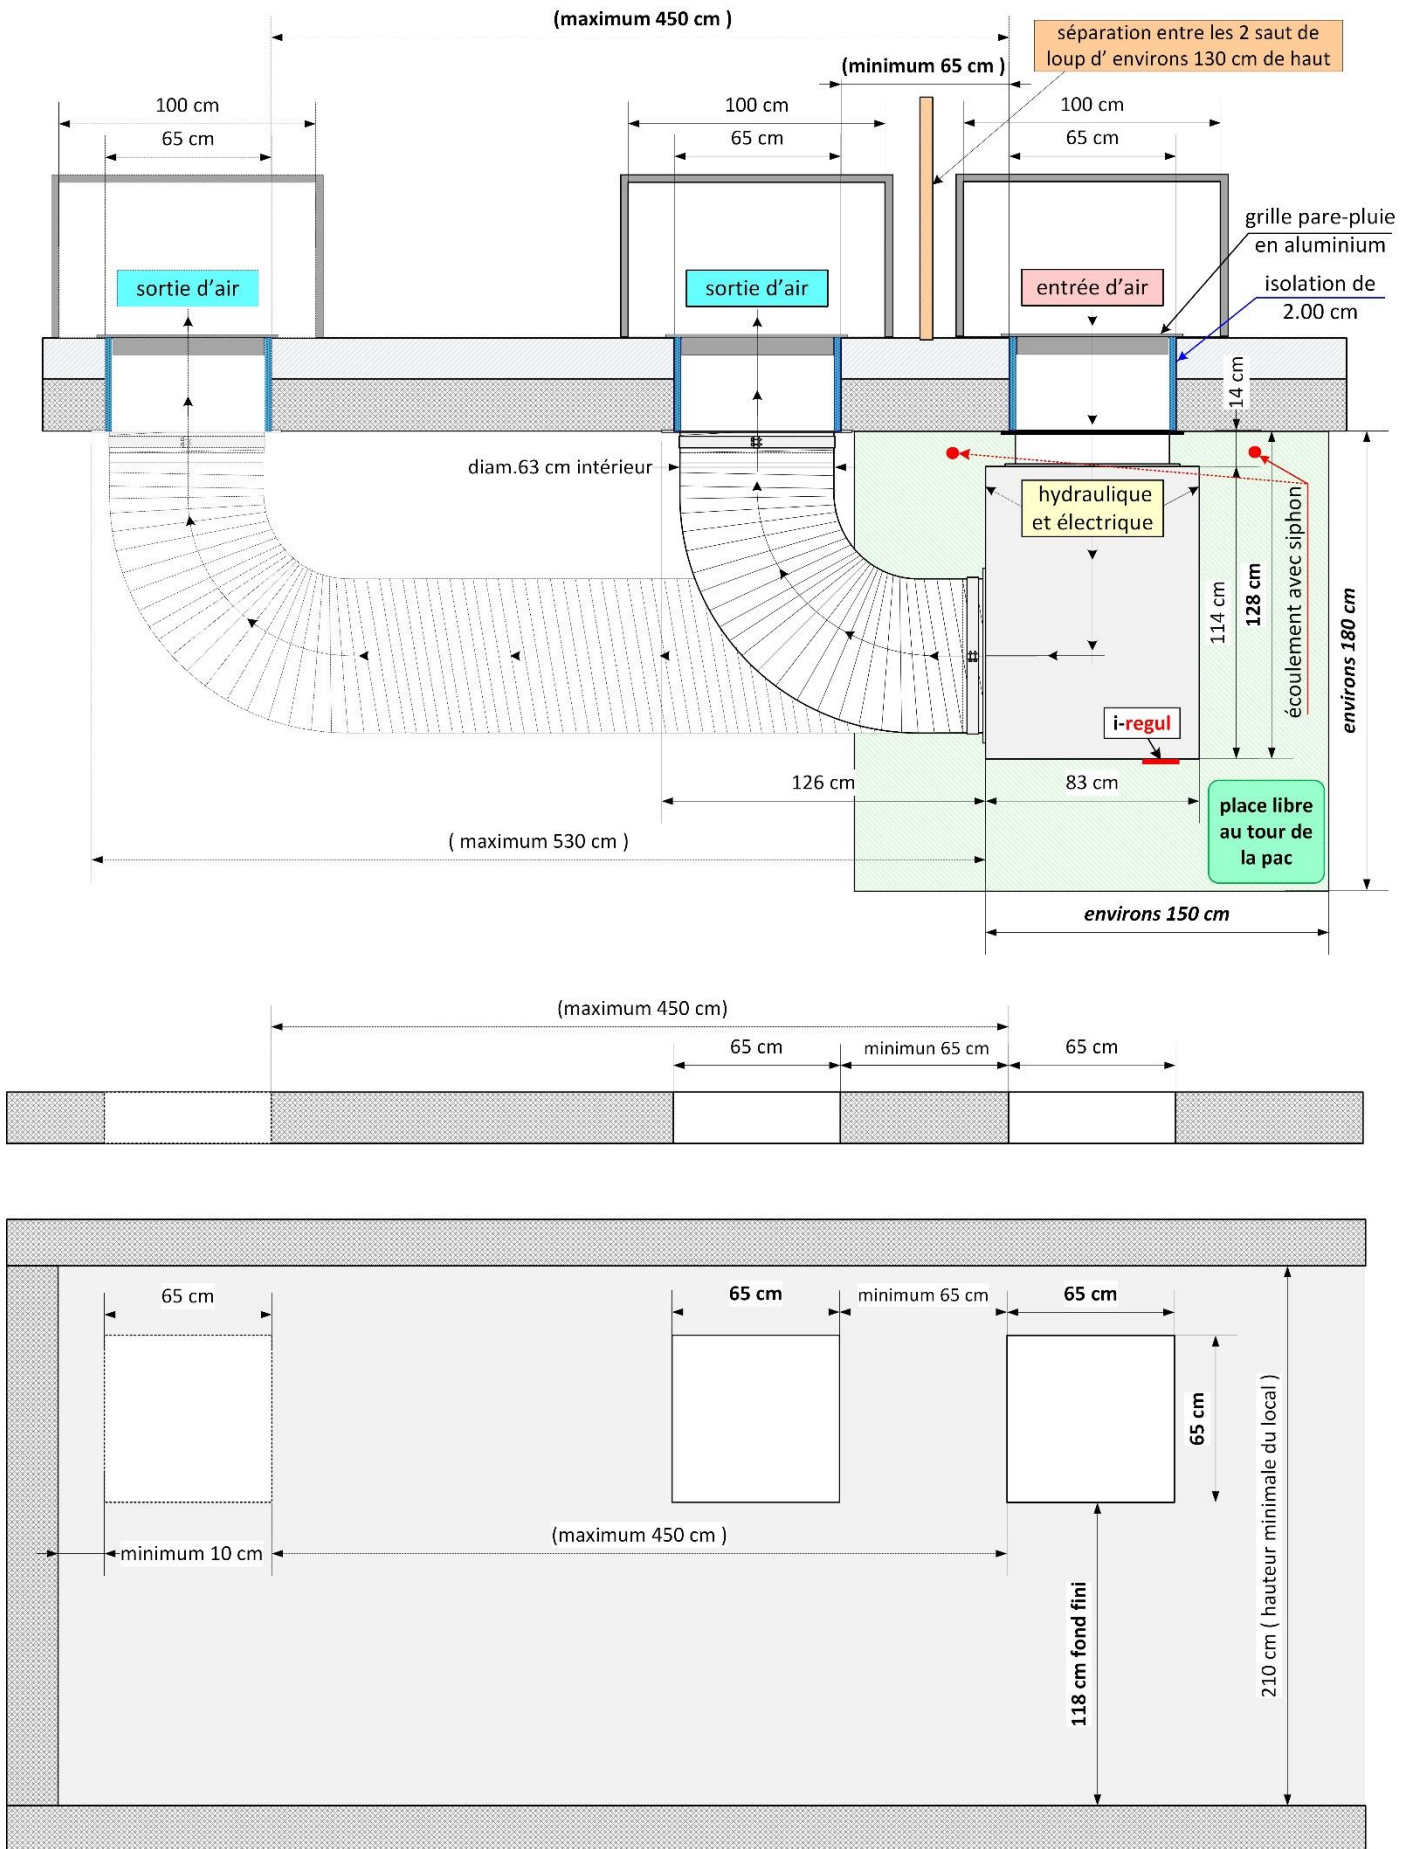 (maximum 450 cm )
séparation entre les 2 saut de
loup d' environs 130 cm de haut
(minimum 65 cm )
100 cm
100 cm
100 cm
65 cm
65 cm
65 cm
grille pare-pluie
en aluminium
sortie d'air
sortie d'air
entrée d'air
isolation de
2.00 cm
14 cm
diam.63 cm intérieur
hydraulique
et électrique
écoulement avec siphon
114 cm
128 cm
environs 180 cm
i-regul
126 cm
83 cm
place libre
au tour de
la pac
( maximum 530 cm )
environs 150 cm
(maximum 450 cm)
65 cm
minimun 65 cm
65 cm
65 cm
65 cm
minimum 65 cm
65 cm
65 cm
210 cm ( hauteur minimale du local )
(maximum 450 cm )
minimum 10 cm
118 cm fond fini